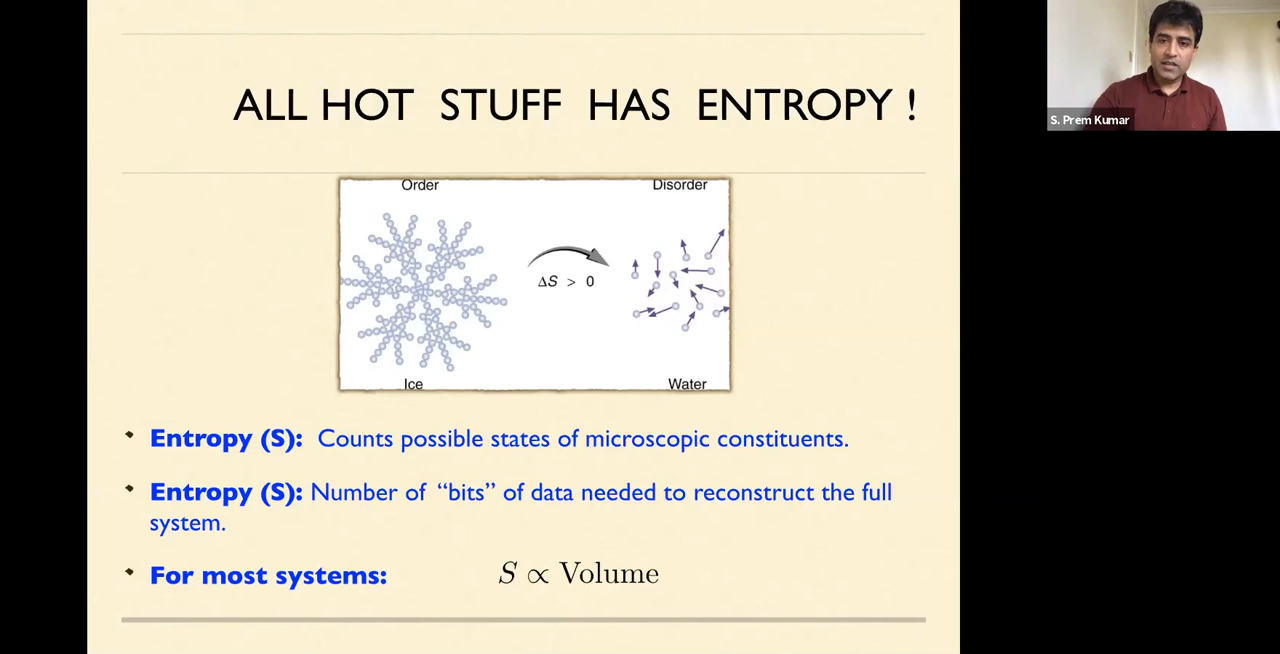 ALL HOT STUFF HAS ENTROPY !
S. Prem Kumar
Order
Disorder
ΔS > 0
Ice
Water
Entropy (S): Counts possible states of microscopic constituents.
Entropy (S): Number of “bits” of data needed to reconstruct the full
system.
For most systems: S ∝ Volume